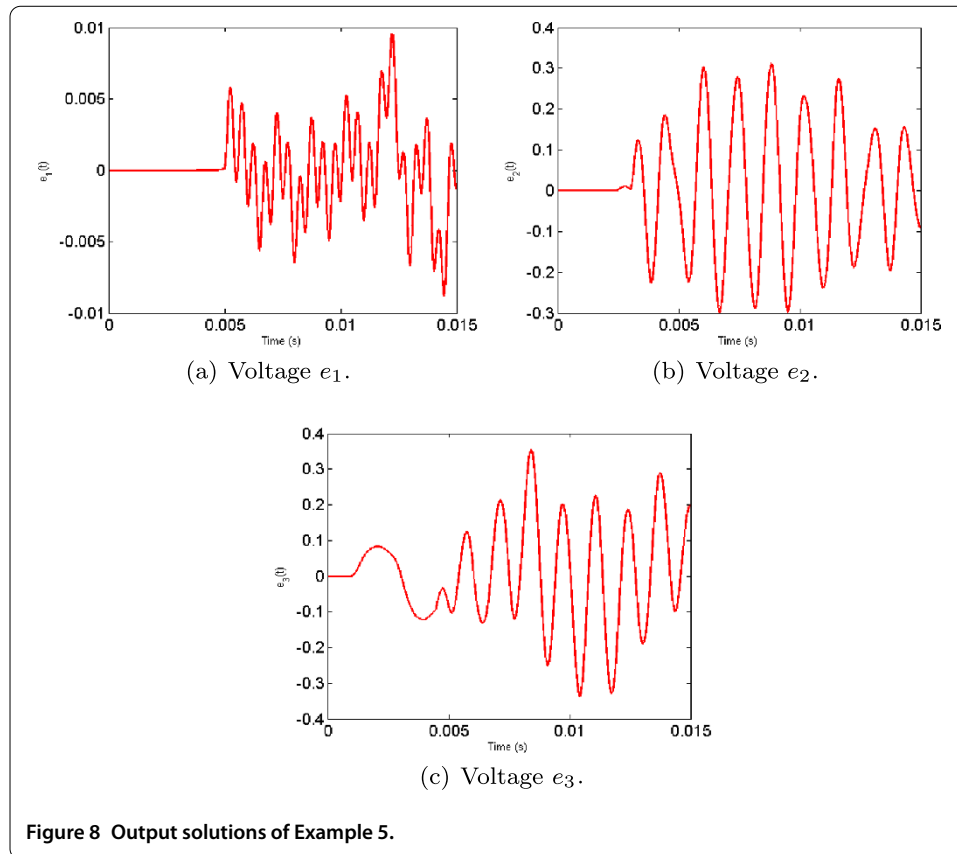 0.01
0.005
0
-0.005
-0.01
e_1(t)
0 0.005 0.01 0.015
Time (s)
(a) Voltage e₁.
0.4
0.3
0.2
0.1
0
-0.1
-0.2
-0.3
e_2(t)
0 0.005 0.01 0.015
Time (s)
(b) Voltage e₂.
0.4
0.3
0.2
0.1
0
-0.1
-0.2
-0.3
-0.4
e_3(t)
0 0.005 0.01 0.015
Time (s)
(c) Voltage e₃.
Figure 8 Output solutions of Example 5.